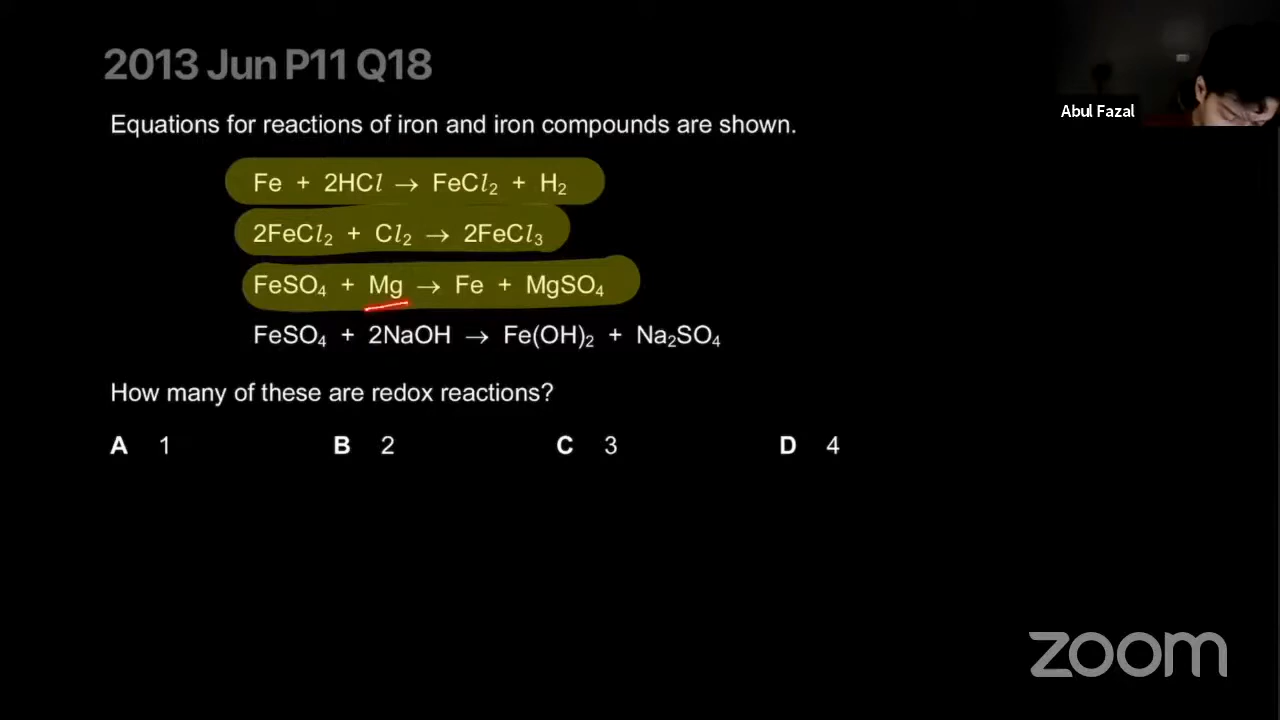 2013 Jun P11 Q18
Abul Fazal
Equations for reactions of iron and iron compounds are shown.
Fe + 2HCl → FeCl₂ + H₂
2FeCl₂ + Cl₂ → 2FeCl₃
FeSO₄ + Mg → Fe + MgSO₄
FeSO₄ + 2NaOH → Fe(OH)₂ + Na₂SO₄
How many of these are redox reactions?
A 1 B 2 C 3 D 4
zoom